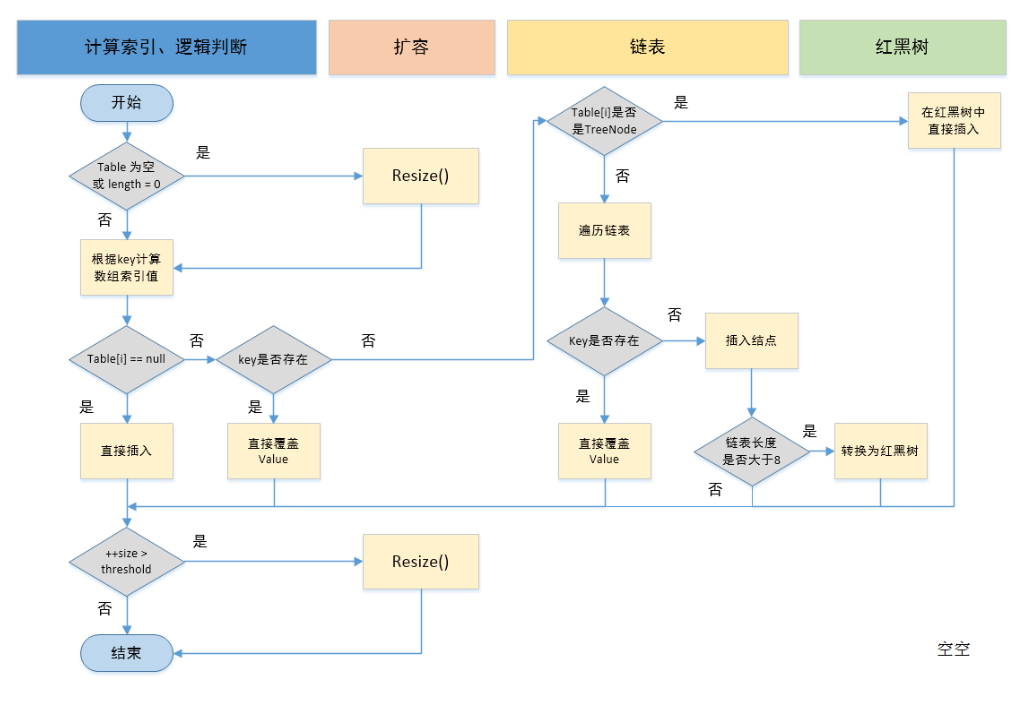 计算索引、逻辑判断
扩容
链表
红黑树
开始
Table 为空
或 length = 0
是
Resize()
否
根据key计算
数组索引值
Table[i] == null
否
key是否存在
否
是
直接插入
是
直接覆盖
Value
Table[i]是否
是TreeNode
是
在红黑树中
直接插入
否
遍历链表
Key是否存在
否
插入结点
是
直接覆盖
Value
链表长度
是否大于8
是
转换为红黑树
否
++size >
threshold
是
Resize()
否
结束
空空